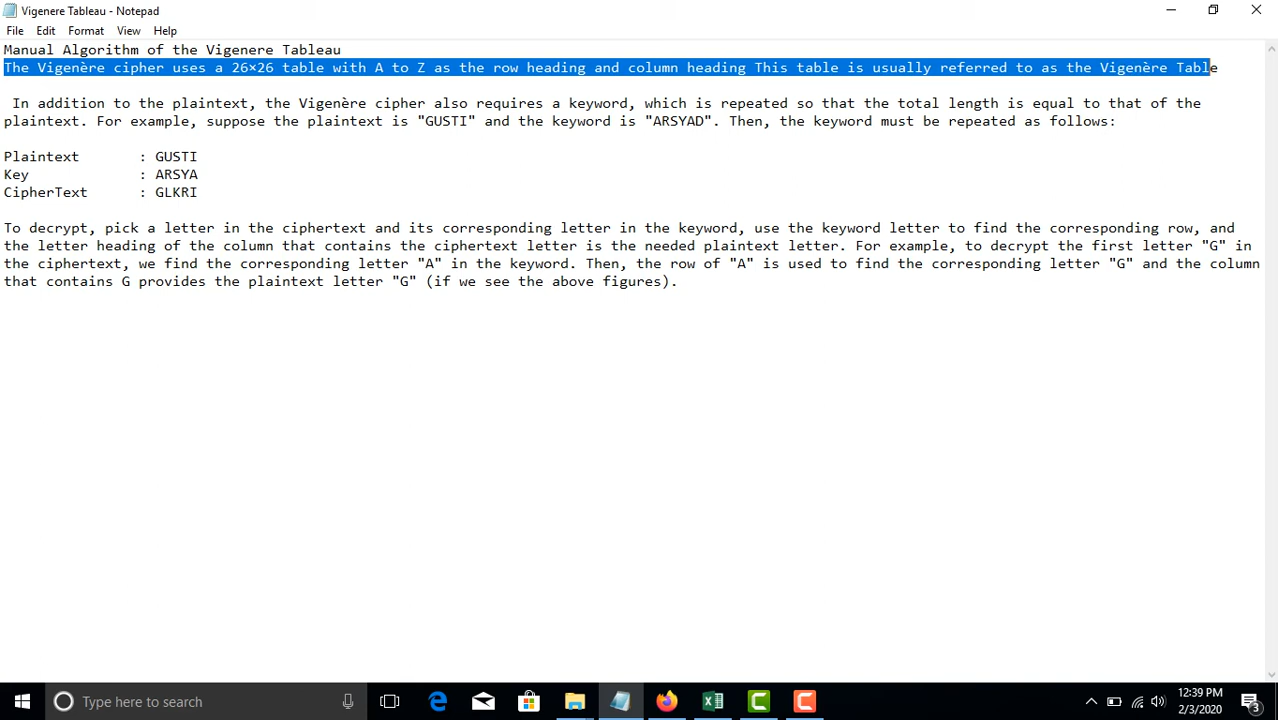 Vigenere Tableau - Notepad
File Edit Format View Help
Manual Algorithm of the Vigenere Tableau
The Vigenère cipher uses a 26×26 table with A to Z as the row heading and column heading This table is usually referred to as the Vigenère Table
In addition to the plaintext, the Vigenère cipher also requires a keyword, which is repeated so that the total length is equal to that of the
plaintext. For example, suppose the plaintext is "GUSTI" and the keyword is "ARSYAD". Then, the keyword must be repeated as follows:
Plaintext : GUSTI
Key : ARSYA
CipherText : GLKRI
To decrypt, pick a letter in the ciphertext and its corresponding letter in the keyword, use the keyword letter to find the corresponding row, and
the letter heading of the column that contains the ciphertext letter is the needed plaintext letter. For example, to decrypt the first letter "G" in
the ciphertext, we find the corresponding letter "A" in the keyword. Then, the row of "A" is used to find the corresponding letter "G" and the column
that contains G provides the plaintext letter "G" (if we see the above figures).
Type here to search
12:39 PM
2/3/2020
3